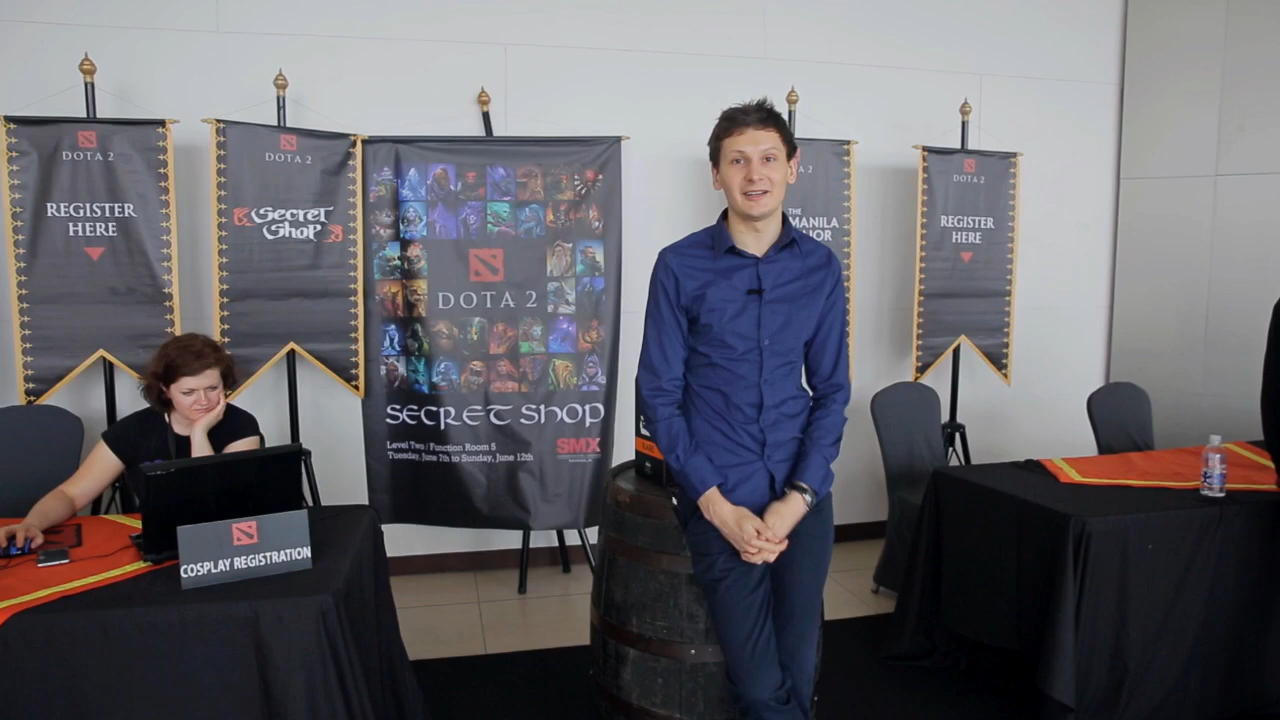 DOTA 2
REGISTER
HERE
DOTA 2
Secret
Shop
DOTA 2
SECRET SHOP
Level Two / Function Room 5
Tuesday, June 7th to Sunday, June 12th
SMX
THE
MANILA
DOTA 2
REGISTER
HERE
COSPLAY REGISTRATION